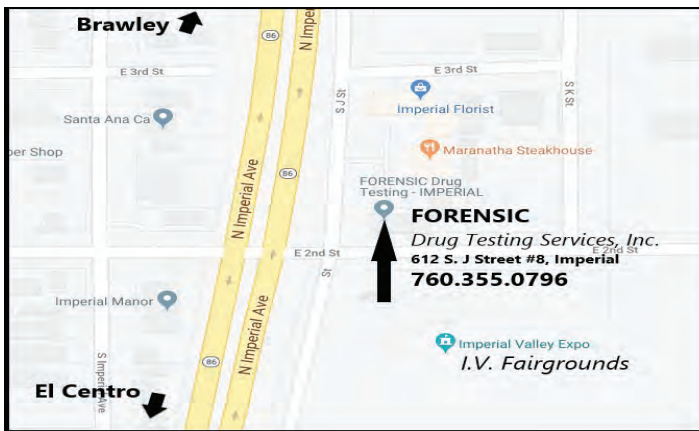 Brawley
86
N Imperial Ave
E 3rd St
E 3rd St
S J St
S K St
Imperial Florist
Santa Ana Ca
per Shop
Maranatha Steakhouse
86
FORENSIC Drug
Testing - IMPERIAL
N Imperial Ave
FORENSIC
Drug Testing Services, Inc.
612 S. J Street #8, Imperial
760.355.0796
E 2nd St
E 2nd St
St
Imperial Manor
N Imperial Ave
Imperial Valley Expo
I.V. Fairgrounds
S Imperial Ave
86
El Centro